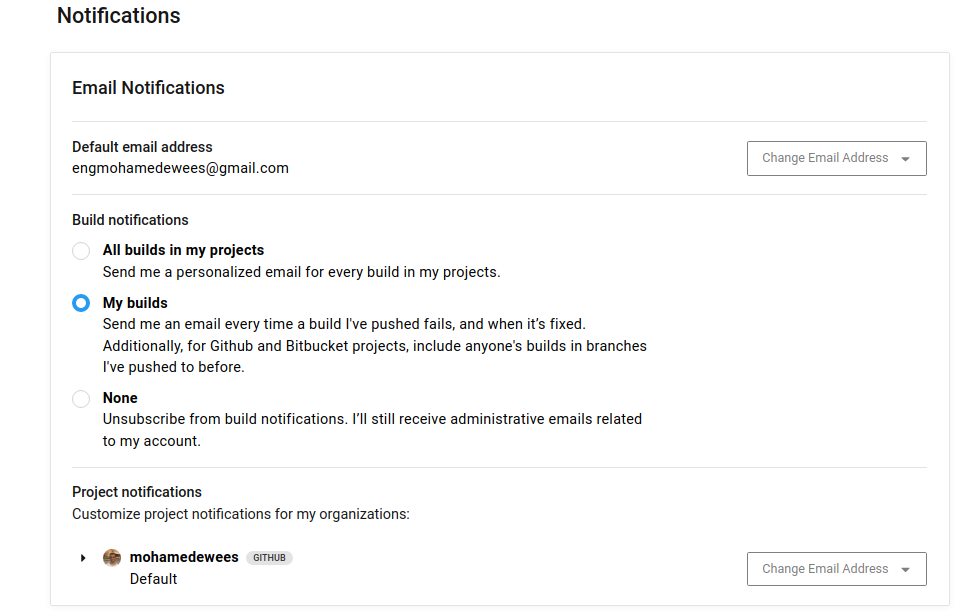 Notifications
Email Notifications
Default email address
engmohamedewees@gmail.com
Change Email Address
Build notifications
All builds in my projects
Send me a personalized email for every build in my projects.
My builds
Send me an email every time a build I've pushed fails, and when it’s fixed.
Additionally, for Github and Bitbucket projects, include anyone's builds in branches
I've pushed to before.
None
Unsubscribe from build notifications. I’ll still receive administrative emails related
to my account.
Project notifications
Customize project notifications for my organizations:
mohamedewees GITHUB
Default
Change Email Address